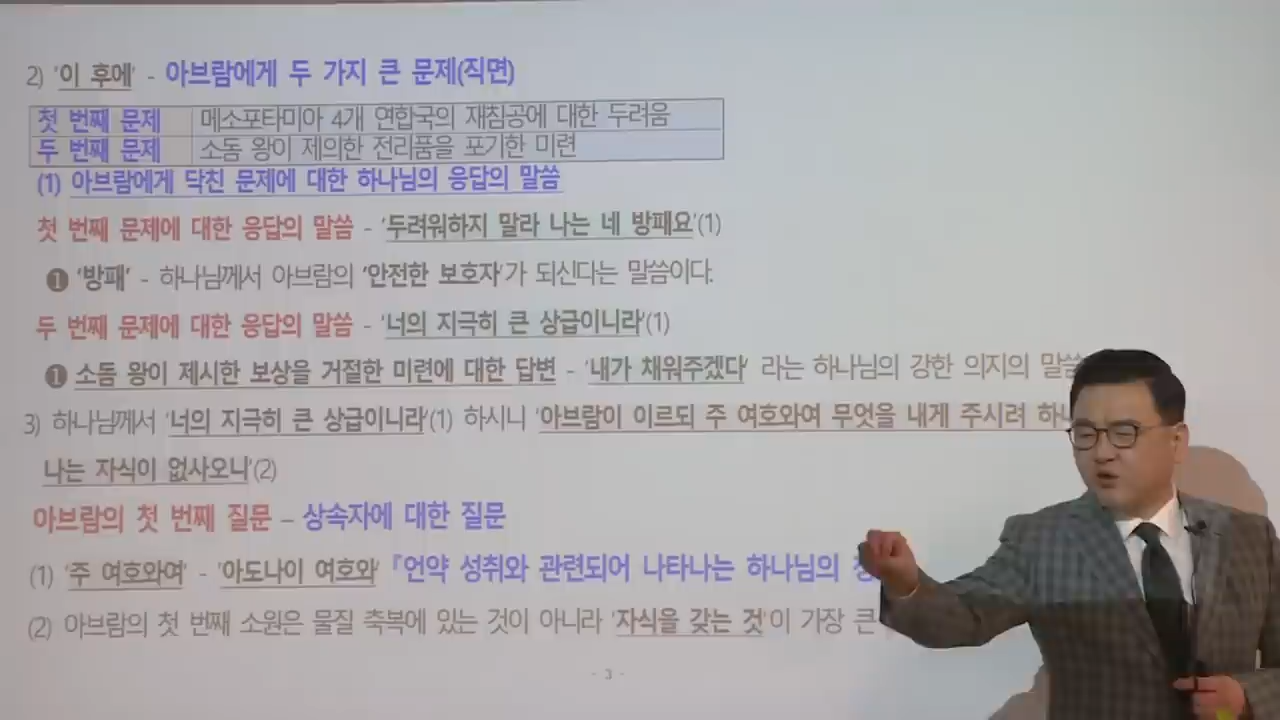 2) '이 후에' - 아브람에게 두 가지 큰 문제(직면)
첫 번째 문제 메소포타미아 4개 연합국의 재침공에 대한 두려움
두 번째 문제 소돔 왕이 제의한 전리품을 포기한 미련
(1) 아브람에게 닥친 문제에 대한 하나님의 응답의 말씀
첫 번째 문제에 대한 응답의 말씀 - '두려워하지 말라 나는 네 방패요'(1)
❶ '방패' - 하나님께서 아브람의 '안전한 보호자'가 되신다는 말씀이다.
두 번째 문제에 대한 응답의 말씀 - '너의 지극히 큰 상급이니라'(1)
❶ 소돔 왕이 제시한 보상을 거절한 미련에 대한 답변 - '내가 채워주겠다' 라는 하나님의 강한 의지의 말씀
3) 하나님께서 '너의 지극히 큰 상급이니라'(1) 하시니 '아브람이 이르되 주 여호와여 무엇을 내게 주시려
나는 자식이 없사오니'(2)
아브람의 첫 번째 질문 – 상속자에 대한 질문
(1) '주 여호와여' - '아도나이 여호와' 『언약 성취와 관련되어 나타나는 하나님의
(2) 아브람의 첫 번째 소원은 물질 축복에 있는 것이 아니라 '자식을 갖는 것'이 가장 큰
- 3 -